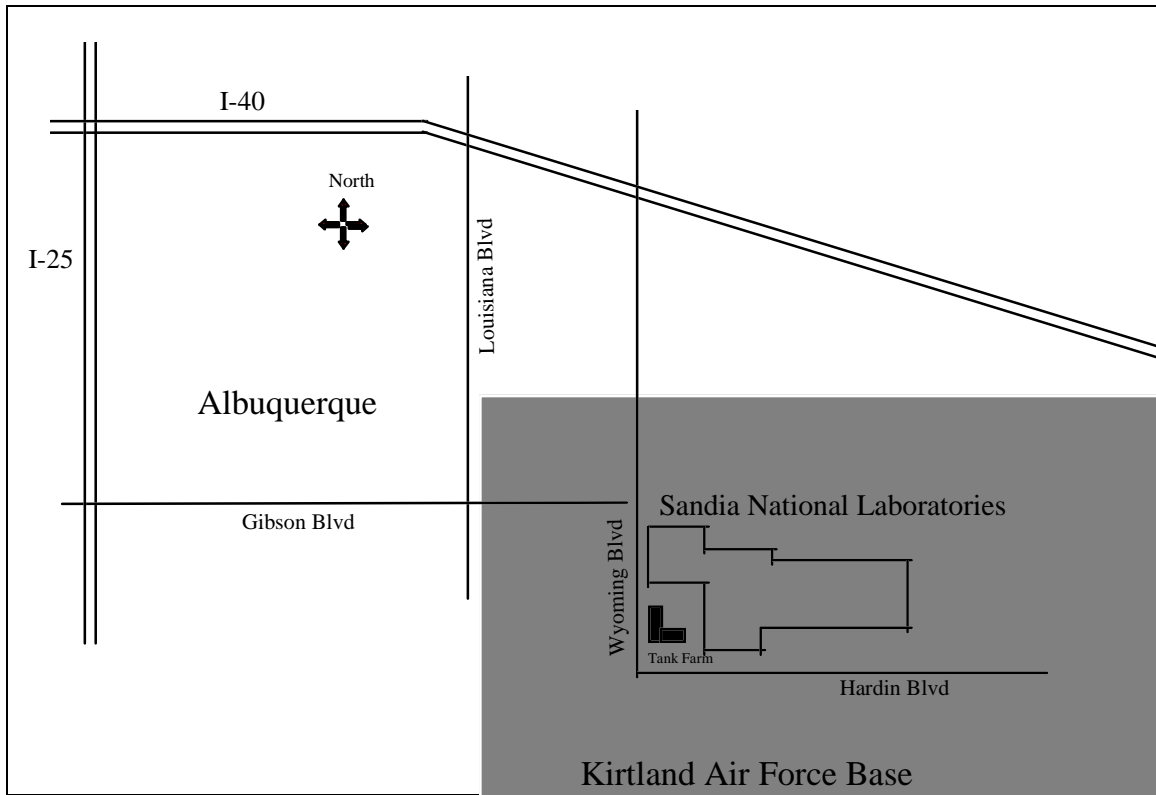 I-40
North
I-25
Louisiana Blvd
Albuquerque
Sandia National Laboratories
Gibson Blvd
Wyoming Blvd
Tank Farm
Hardin Blvd
Kirtland Air Force Base